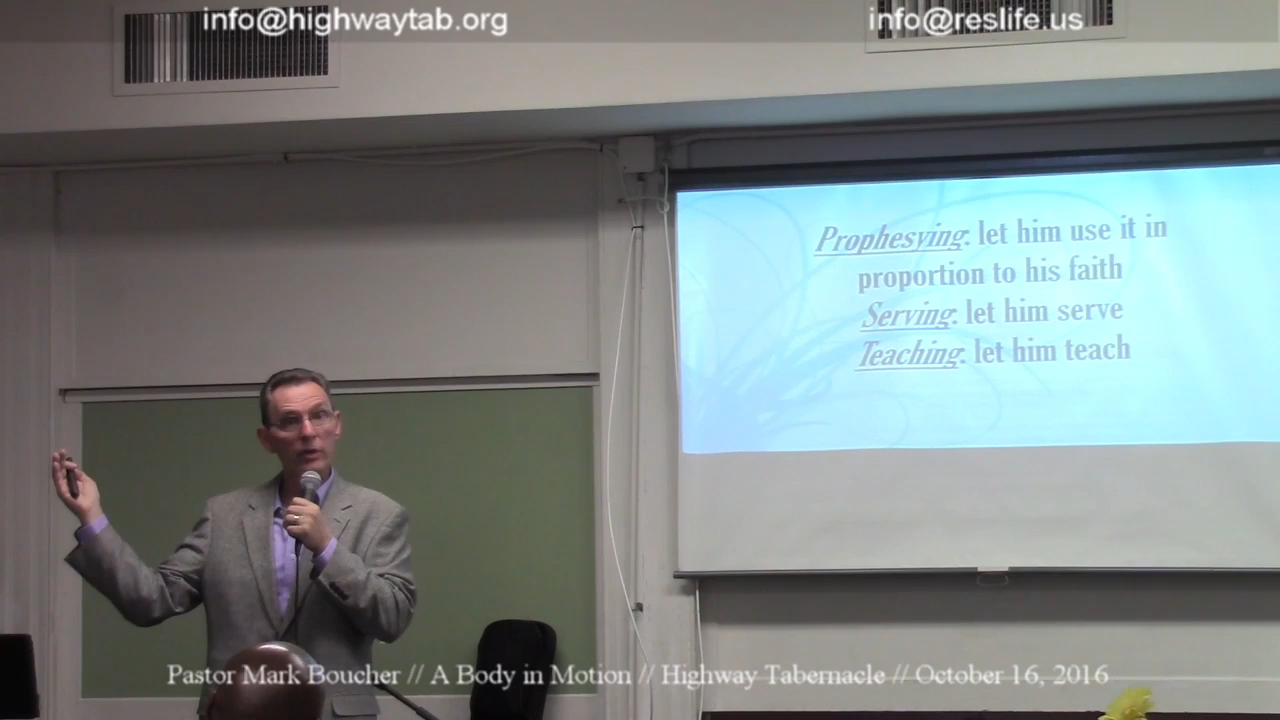 info@highwaytab.org
info@reslife.us
Prophesying: let him use it in
proportion to his faith
Serving: let him serve
Teaching: let him teach
Pastor Mark Boucher // A Body in Motion // Highway Tabernacle // October 16, 2016